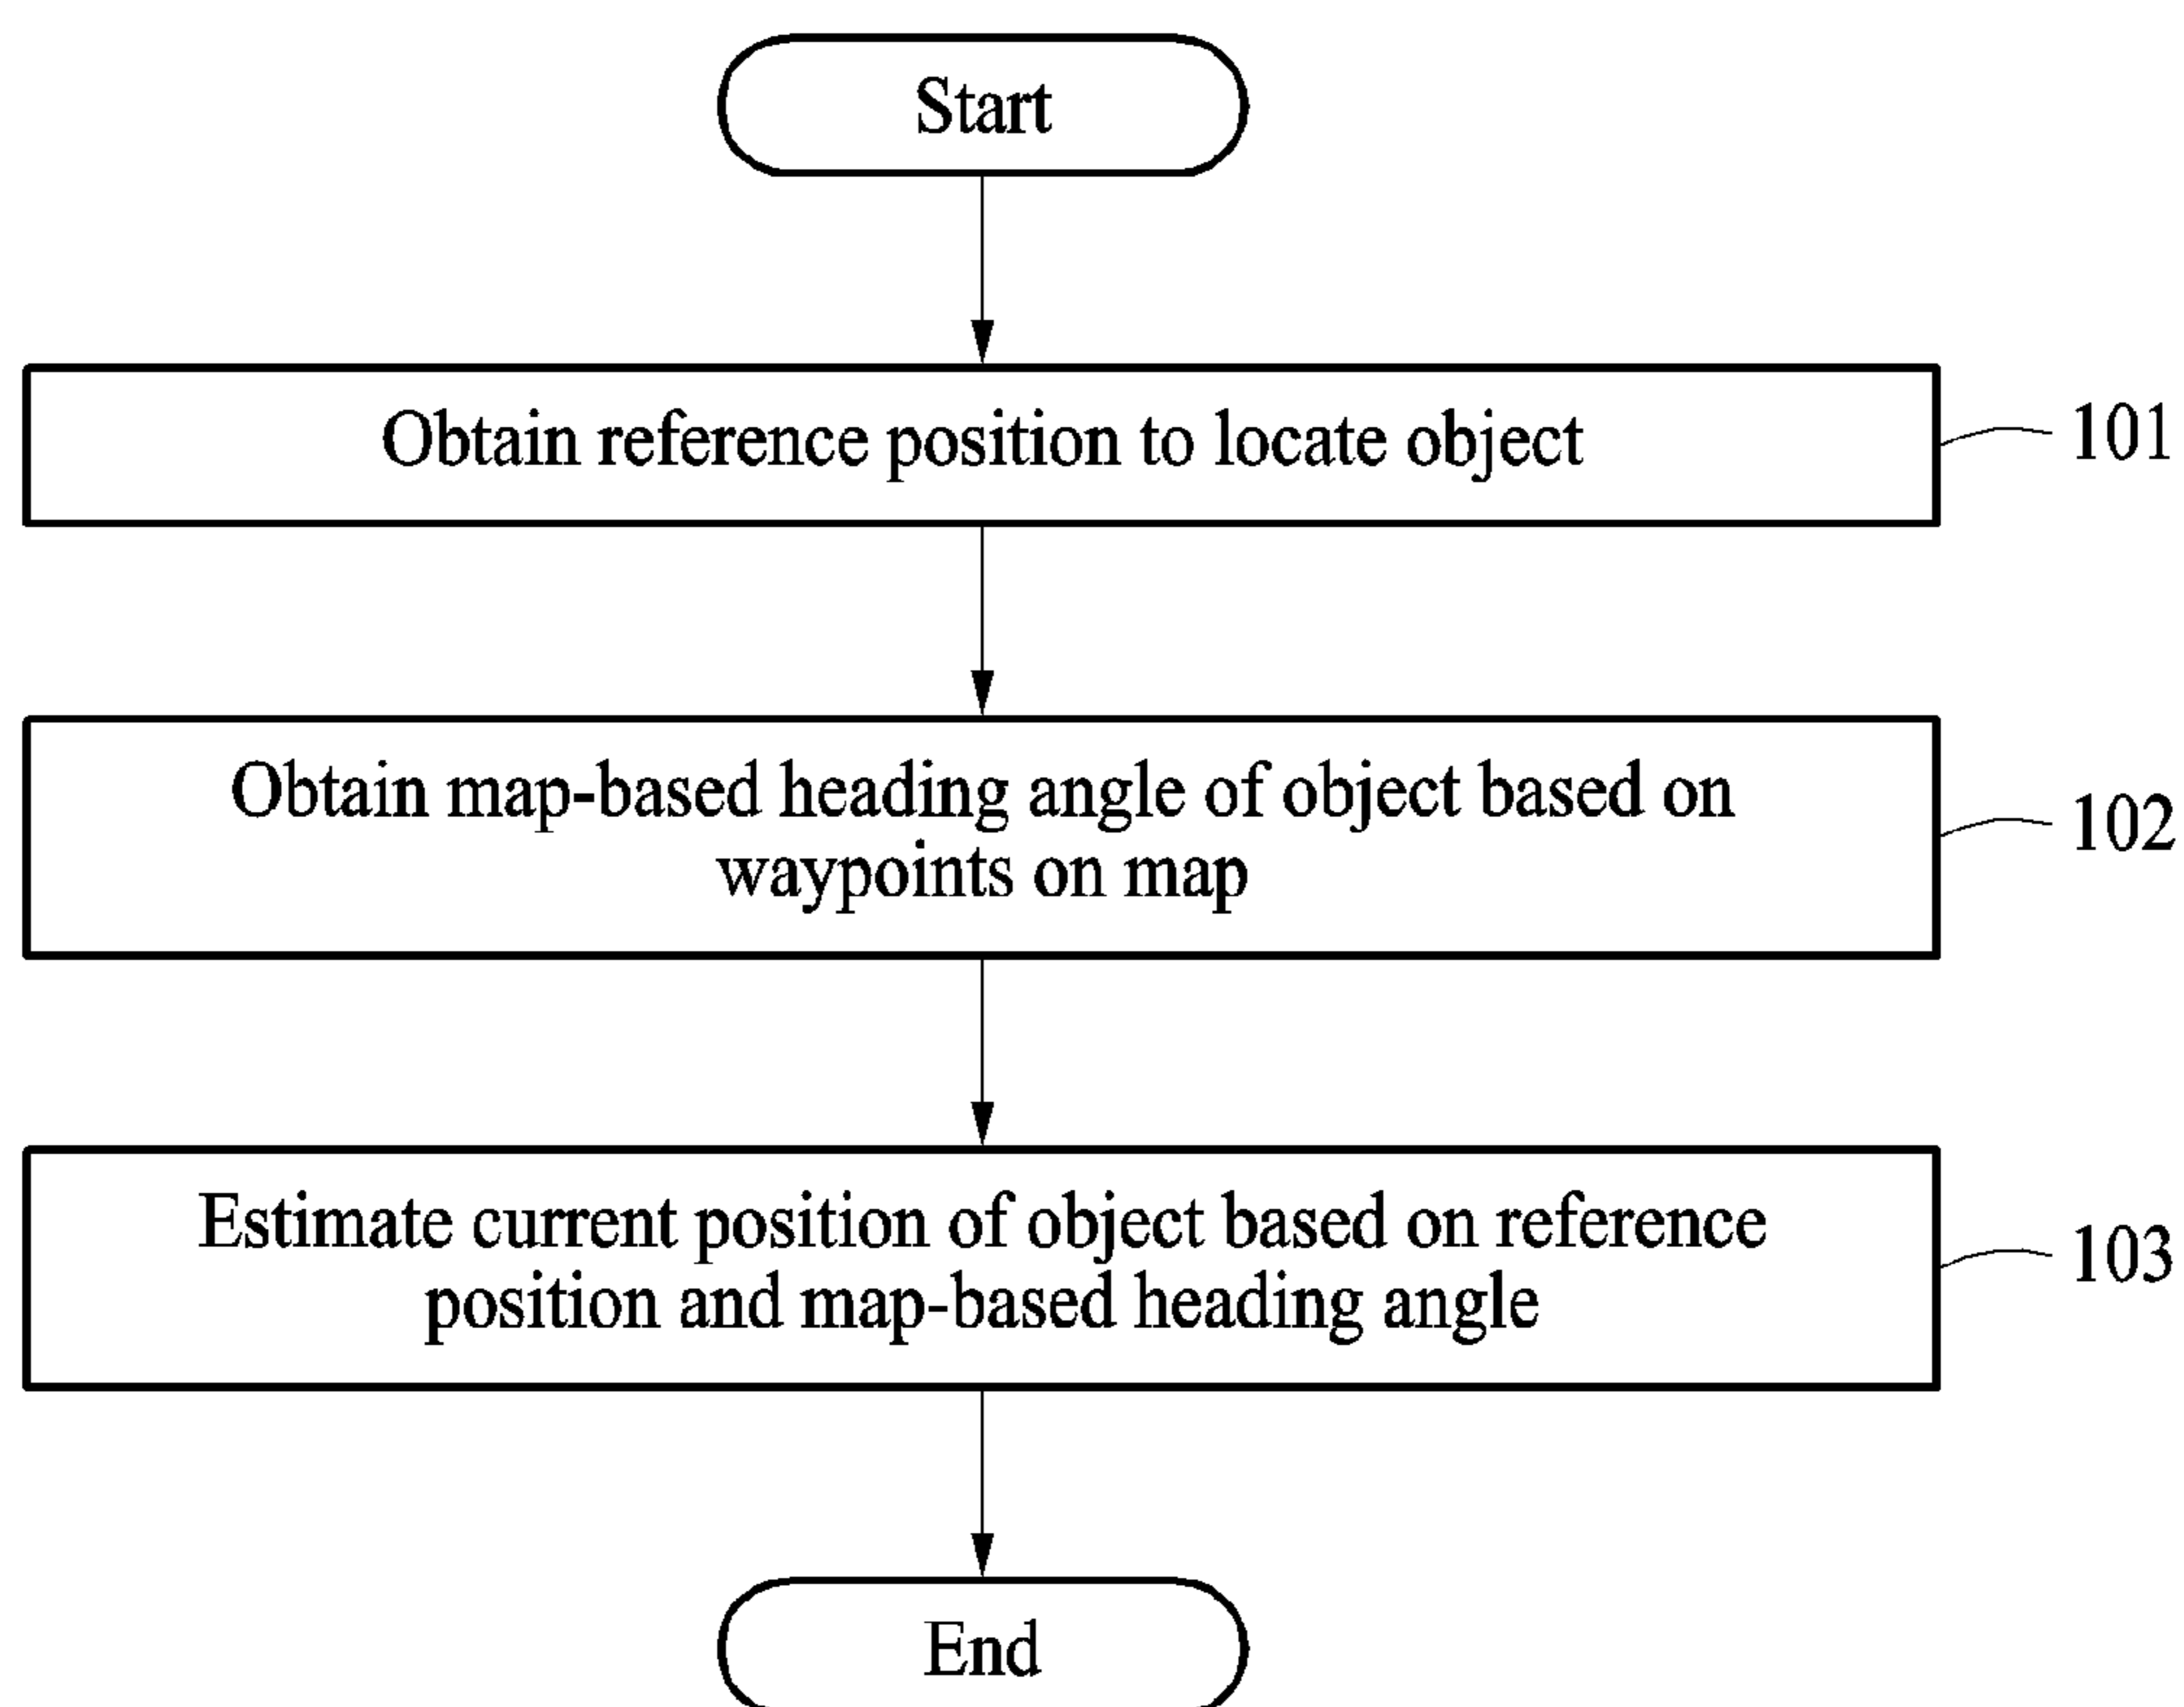 Start
Obtain reference position to locate object
101
Obtain map-based heading angle of object based on
waypoints on map
102
Estimate current position of object based on reference
position and map-based heading angle
103
End